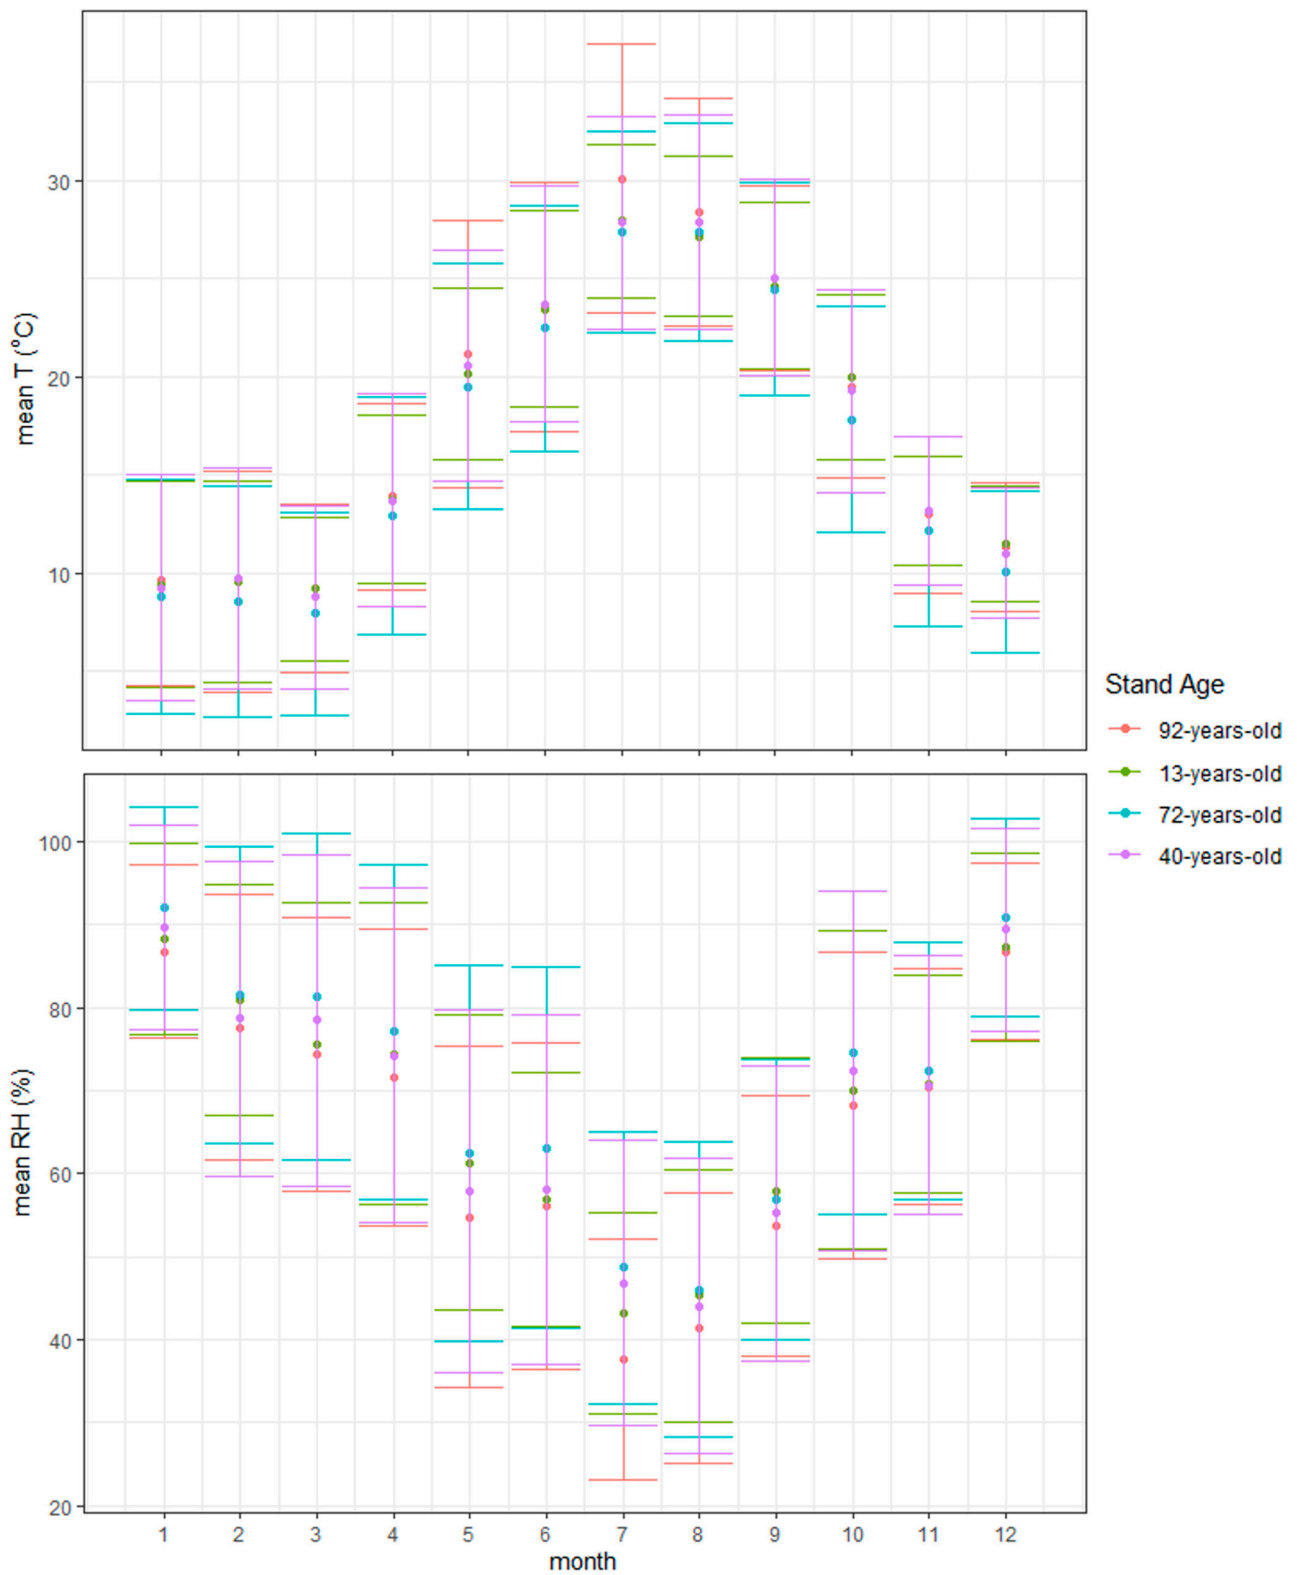 mean T (°C)
30
20
10
mean RH (%)
100
80
60
40
20
1 2 3 4 5 6 7 8 9 10 11 12
month
Stand Age
92-years-old
13-years-old
72-years-old
40-years-old